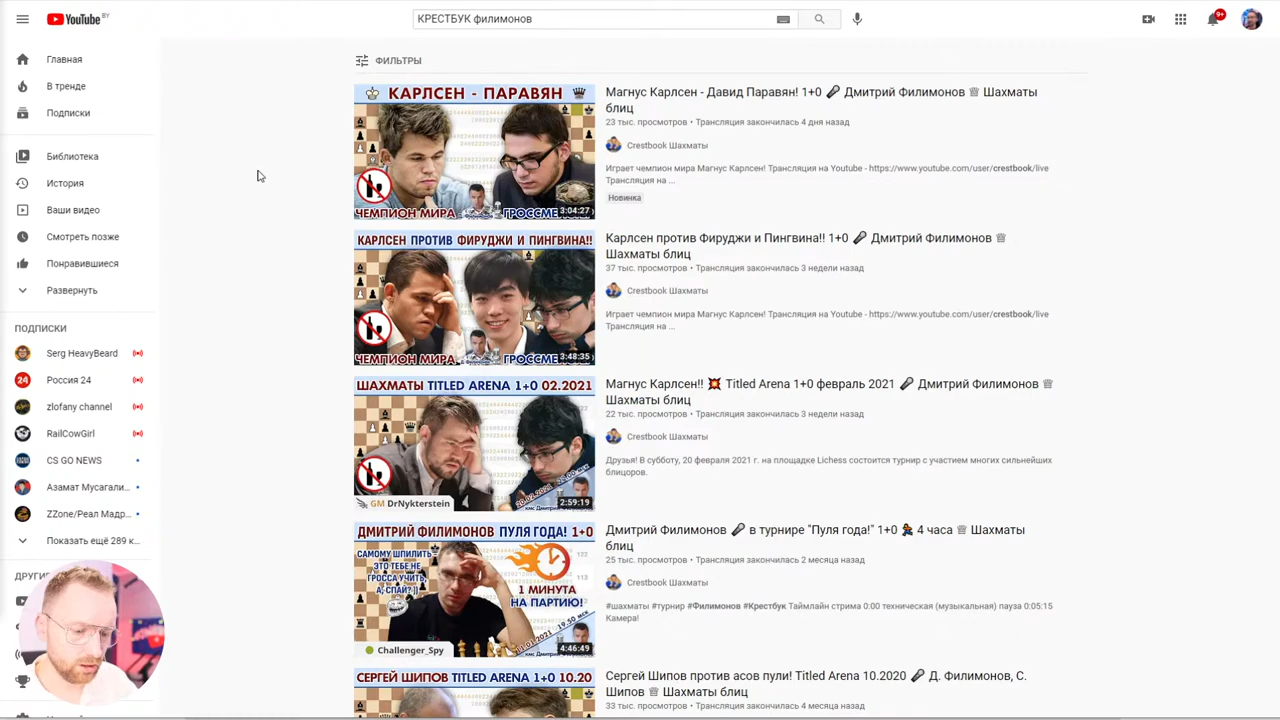 YouTube BY
КРЕСТБУК филимонов
9+
Главная
В тренде
Подписки
Библиотека
История
Ваши видео
Смотреть позже
Понравившиеся
Развернуть
ПОДПИСКИ
Serg HeavyBeard
Россия 24
zlofany channel
RailCowGirl
CS GO NEWS
Азамат Мусагали...
ZZone/Реал Мадр...
Показать ещё 289 к...
ФИЛЬТРЫ
КАРЛСЕН - ПАРАВЯН
ЧЕМПИОН МИРА
3:04:27
Магнус Карлсен - Давид Паравян! 1+0 🎤 Дмитрий Филимонов ♕ Шахматы
блиц
23 тыс. просмотров • Трансляция закончилась 4 дня назад
Crestbook Шахматы
Играет чемпион мира Магнус Карлсен! Трансляция на Youtube - https://www.youtube.com/user/crestbook/live
Трансляция на ...
Новинка
КАРЛСЕН ПРОТИВ ФИРУДЖИ И ПИНГВИНА!!
ЧЕМПИОН МИРА
3:48:35
Карлсен против Фируджи и Пингвина!! 1+0 🎤 Дмитрий Филимонов ♕
Шахматы блиц
37 тыс. просмотров • Трансляция закончилась 3 недели назад
Crestbook Шахматы
Играет чемпион мира Магнус Карлсен! Трансляция на Youtube - https://www.youtube.com/user/crestbook/live
Трансляция на ...
ШАХМАТЫ TITLED ARENA 1+0 02.2021
GM DrNykterstein
2:59:19
Магнус Карлсен!! 💥 Titled Arena 1+0 февраль 2021 🎤 Дмитрий Филимонов ♕
Шахматы блиц
22 тыс. просмотров • Трансляция закончилась 3 недели назад
Crestbook Шахматы
Друзья! В субботу, 20 февраля 2021 г. на площадке Lichess состоится турнир с участием многих сильнейших
блицоров.
ДМИТРИЙ ФИЛИМОНОВ ПУЛЯ ГОДА! 1+0
САМОМУ ШПИЛИТЬ -
ЭТО ТЕБЕ НЕ
ГРОССА УЧИТЬ,
А, СПАЙ? ))
1 МИНУТА
НА ПАРТИЮ!
Challenger_Spy
4:46:49
Дмитрий Филимонов 🎤 в турнире "Пуля года!" 1+0 🏃 4 часа ♕ Шахматы
блиц
25 тыс. просмотров • Трансляция закончилась 2 месяца назад
Crestbook Шахматы
#шахматы #турнир #Филимонов #Крестбук Таймлайн стрима 0:00 техническая (музыкальная) пауза 0:05:15
Камера!
СЕРГЕЙ ШИПОВ TITLED ARENA 10.20
Сергей Шипов против асов пули! Titled Arena 10.2020 🎤 Д. Филимонов, С.
Шипов ♕ Шахматы блиц
33 тыс. просмотров • Трансляция закончилась 4 месяца назад